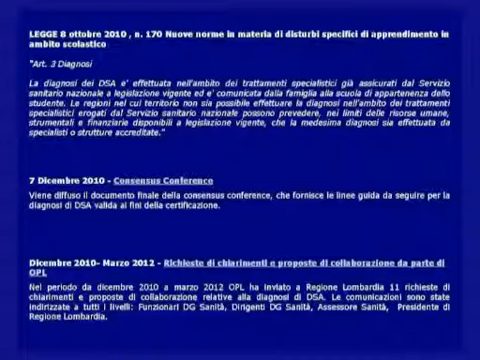 LEGGE 8 ottobre 2010 , n. 170 Nuove norme in materia di disturbi specifici di apprendimento in
ambito scolastico
"Art. 3 Diagnosi
La diagnosi dei DSA e' effettuata nell'ambito dei trattamenti specialistici già assicurati dal Servizio
sanitario nazionale a legislazione vigente ed e' comunicata dalla famiglia alla scuola di appartenenza dello
studente. Le regioni nel cui territorio non sia possibile effettuare la diagnosi nell'ambito dei trattamenti
specialistici erogati dal Servizio sanitario nazionale possono prevedere, nei limiti delle risorse umane,
strumentali e finanziarie disponibili a legislazione vigente, che la medesima diagnosi sia effettuata da
specialisti o strutture accreditate."
7 Dicembre 2010 - Consensus Conference
Viene diffuso il documento finale della consensus conference, che fornisce le linee guida da seguire per la
diagnosi di DSA valida ai fini della certificazione.
Dicembre 2010- Marzo 2012 - Richieste di chiarimenti e proposte di collaborazione da parte di
OPL
Nel periodo da dicembre 2010 a marzo 2012 OPL ha inviato a Regione Lombardia 11 richieste di
chiarimenti e proposte di collaborazione relative alla diagnosi di DSA. Le comunicazioni sono state
indirizzate a tutti i livelli: Funzionari DG Sanità, Dirigenti DG Sanità, Assessore Sanità, Presidente di
Regione Lombardia.